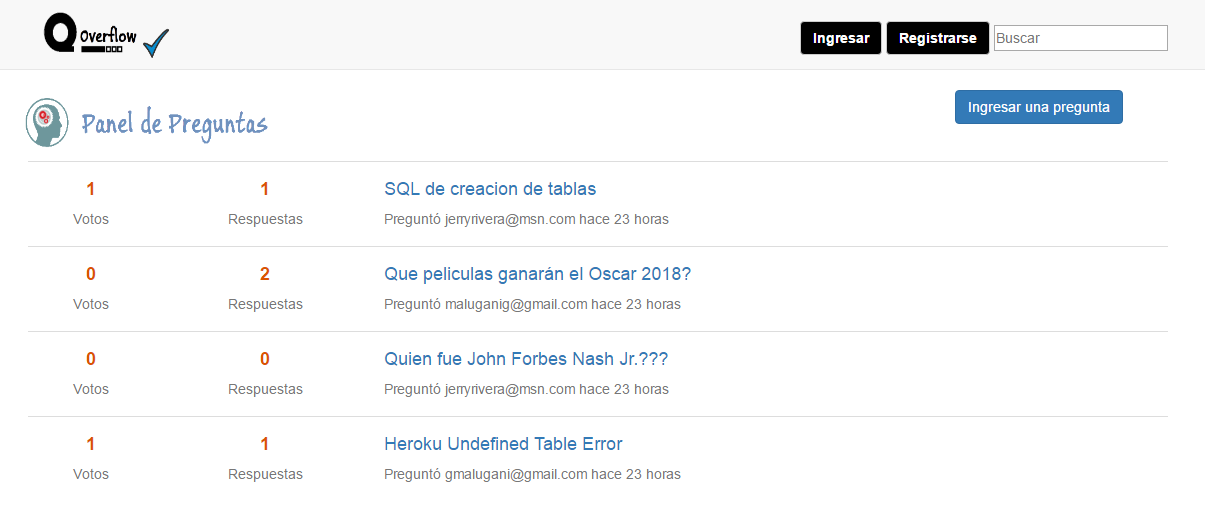 Q Overflow
Ingresar Registrarse Buscar
Panel de Preguntas
Ingresar una pregunta
1 1 SQL de creacion de tablas
Votos Respuestas Preguntó jerryrivera@msn.com hace 23 horas
0 2 Que peliculas ganarán el Oscar 2018?
Votos Respuestas Preguntó maluganig@gmail.com hace 23 horas
0 0 Quien fue John Forbes Nash Jr.???
Votos Respuestas Preguntó jerryrivera@msn.com hace 23 horas
1 1 Heroku Undefined Table Error
Votos Respuestas Preguntó gmalugani@gmail.com hace 23 horas